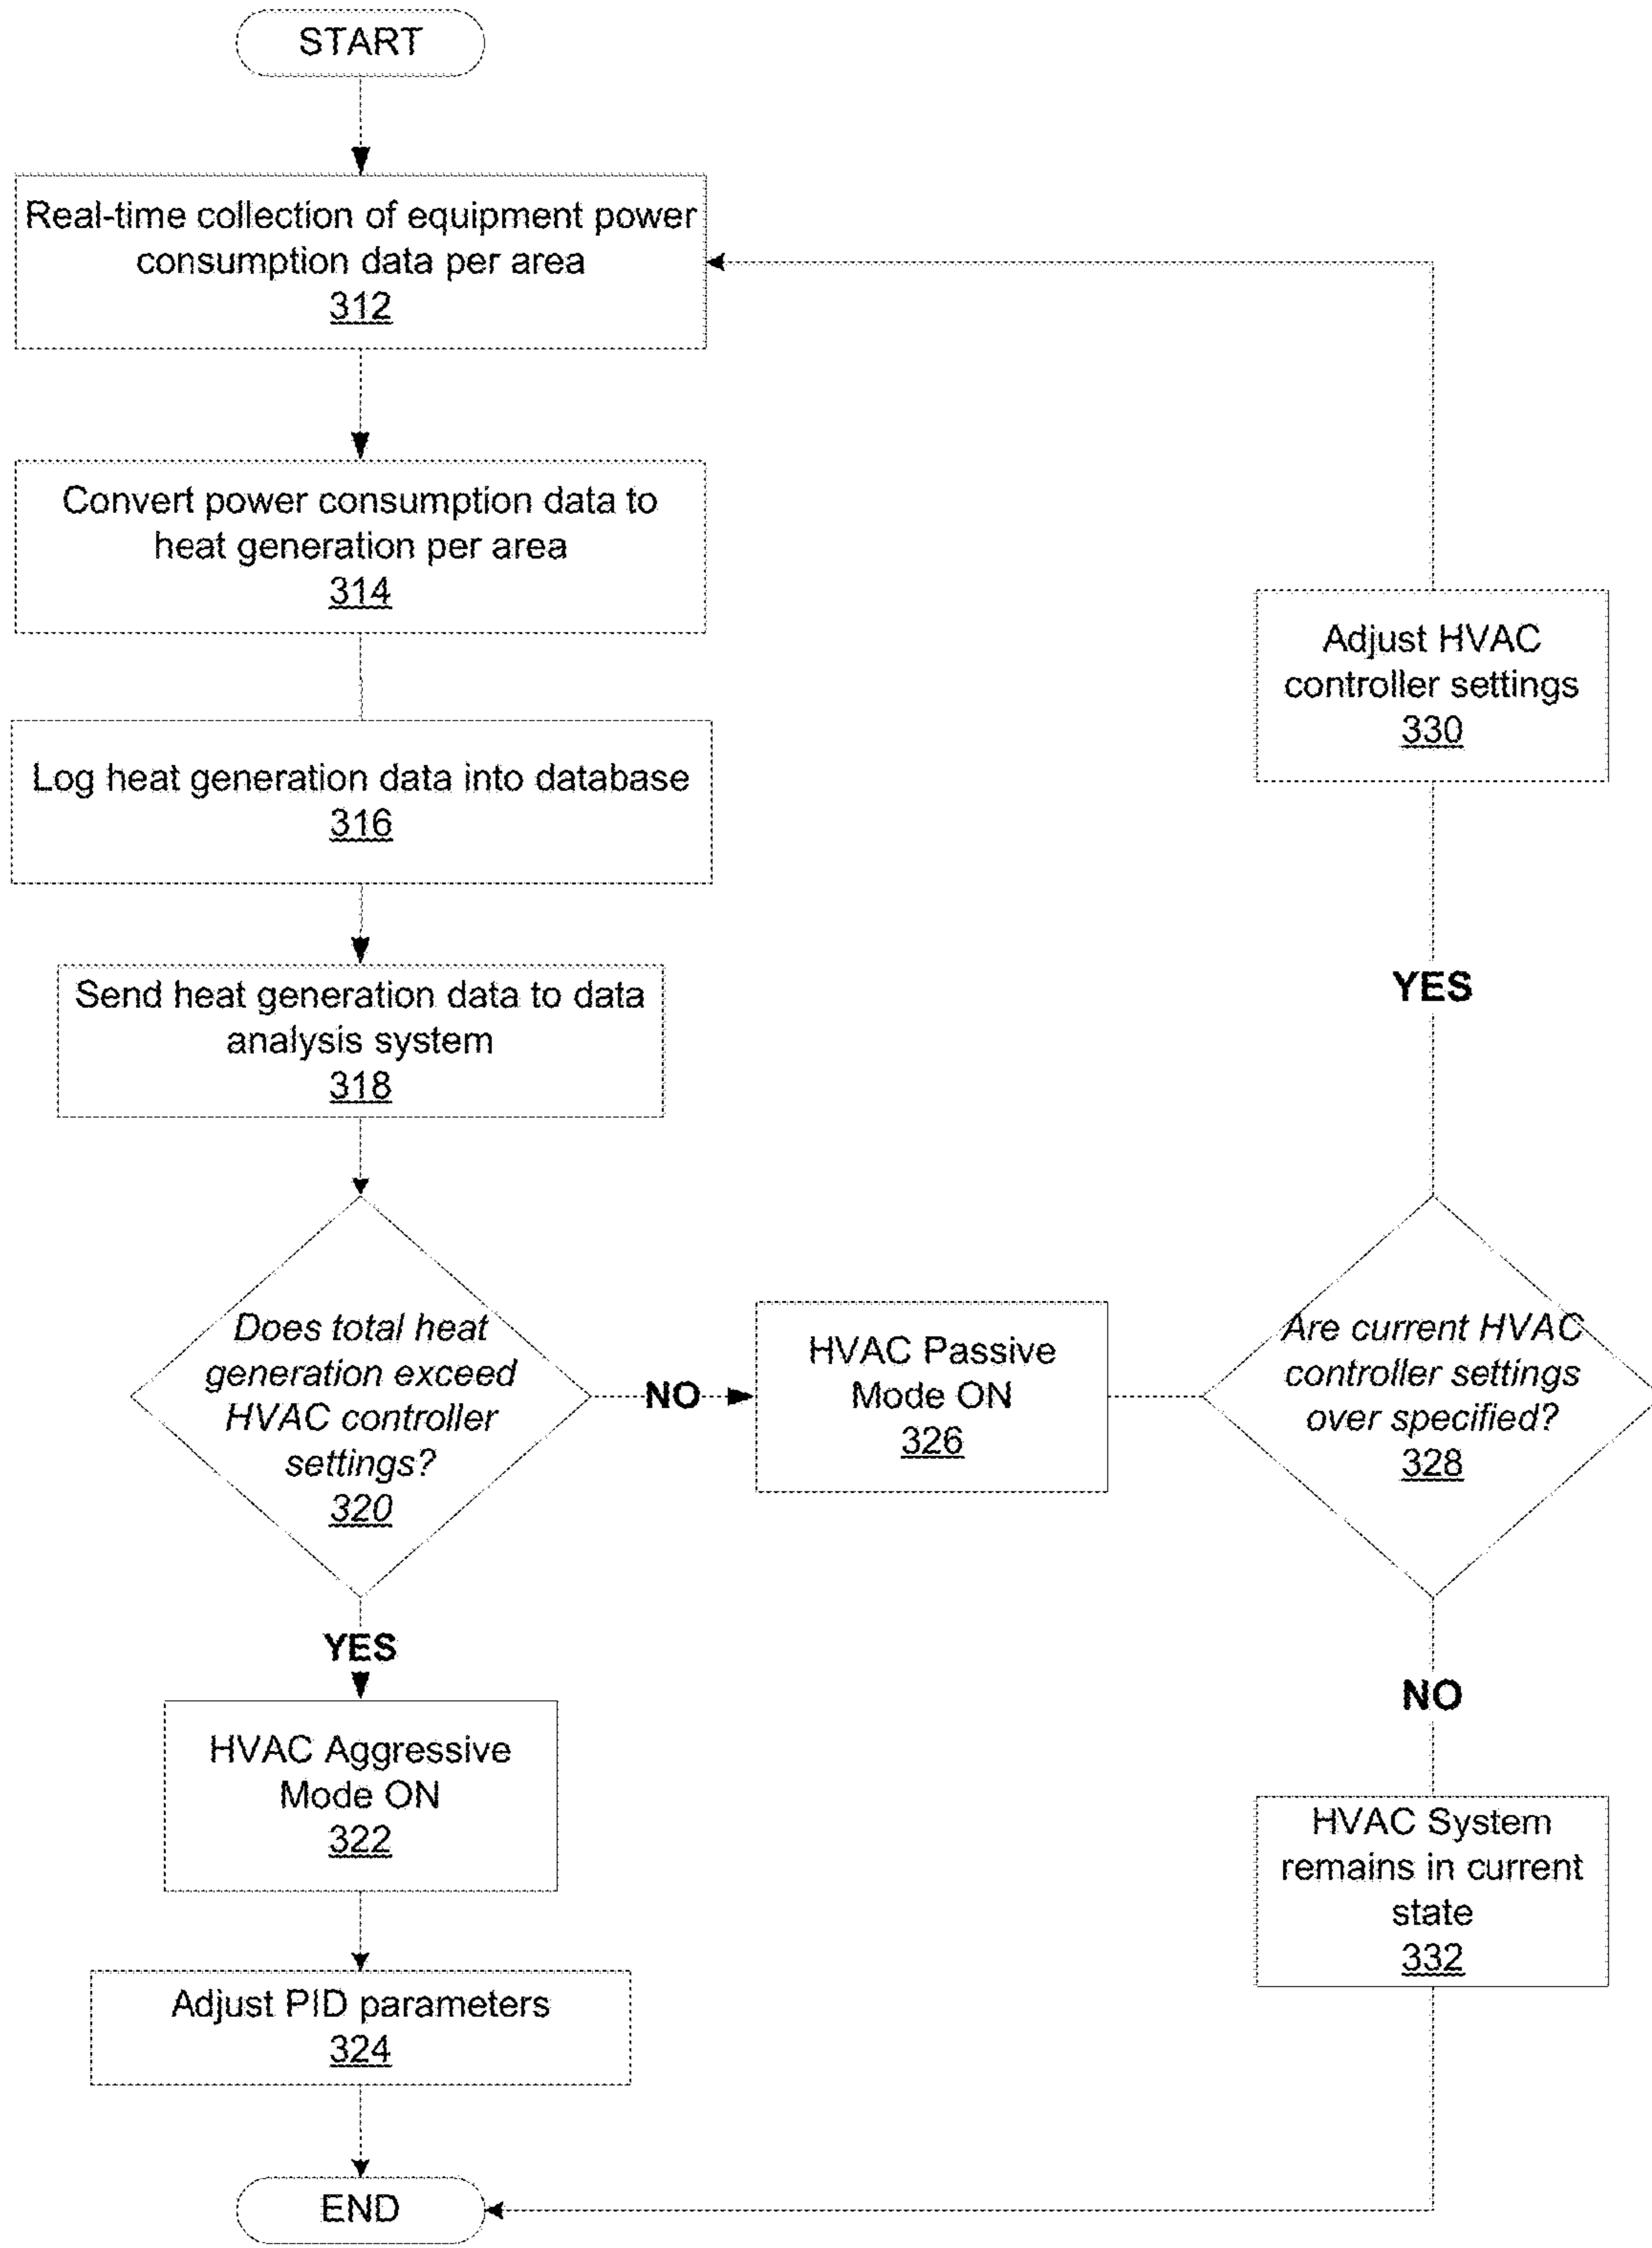 START
Real-time collection of equipment power
consumption data per area
312
Convert power consumption data to
heat generation per area
314
Log heat generation data into database
316
Send heat generation data to data
analysis system
318
Does total heat
generation exceed
HVAC controller
settings?
320
YES
HVAC Aggressive
Mode ON
322
Adjust PID parameters
324
END
NO
HVAC Passive
Mode ON
326
Are current HVAC
controller settings
over specified?
328
YES
Adjust HVAC
controller settings
330
NO
HVAC System
remains in current
state
332